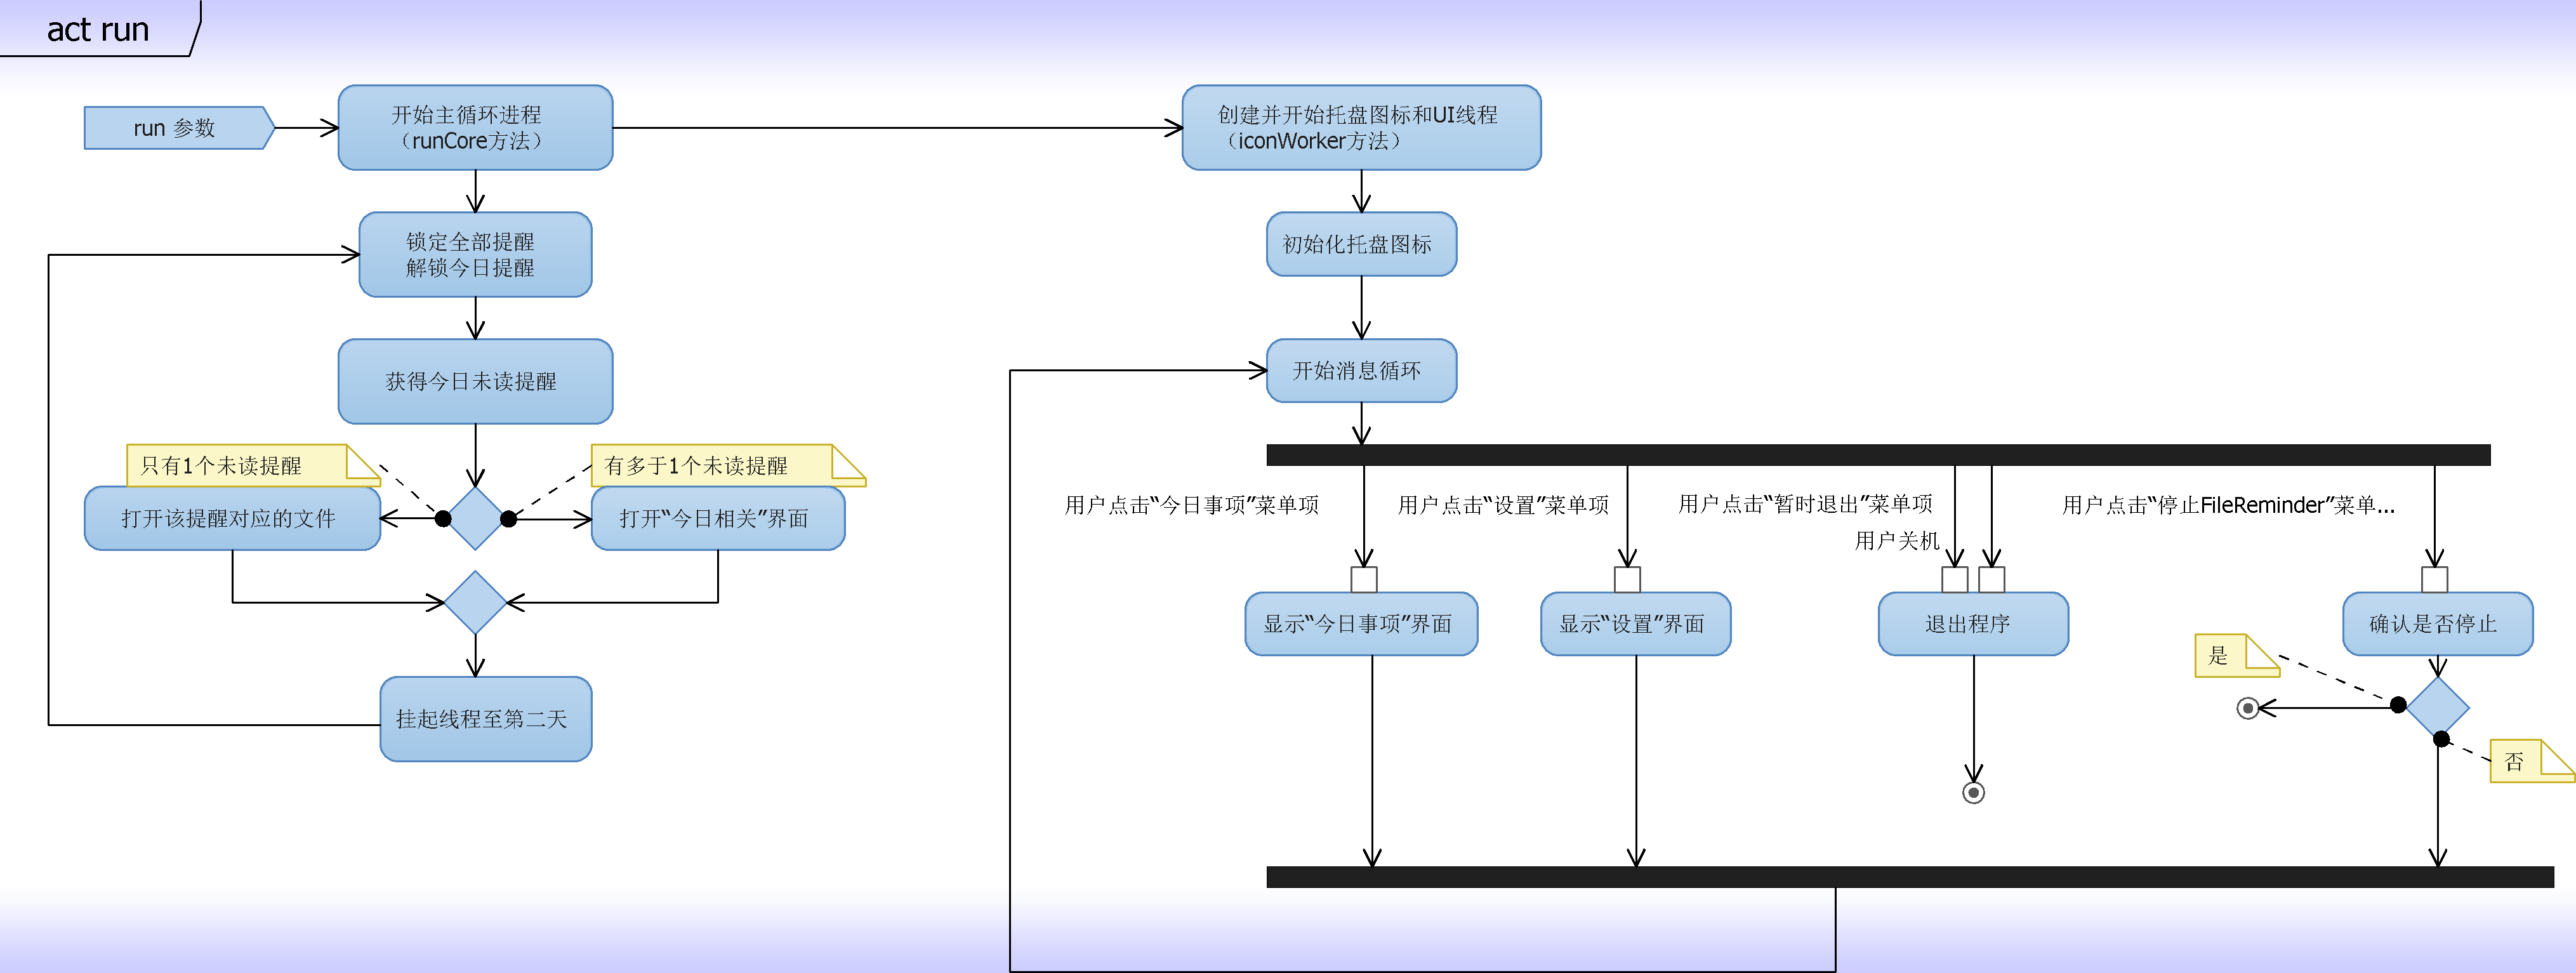 act run
run 参数
开始主循环进程
（runCore方法）
创建并开始托盘图标和UI线程
（iconWorker方法）
锁定全部提醒
解锁今日提醒
初始化托盘图标
获得今日未读提醒
开始消息循环
只有1个未读提醒
有多于1个未读提醒
打开该提醒对应的文件
打开“今日相关”界面
用户点击“今日事项”菜单项
用户点击“设置”菜单项
用户点击“暂时退出”菜单项
用户关机
用户点击“停止FileReminder”菜单...
显示“今日事项”界面
显示“设置”界面
退出程序
确认是否停止
是
挂起线程至第二天
否